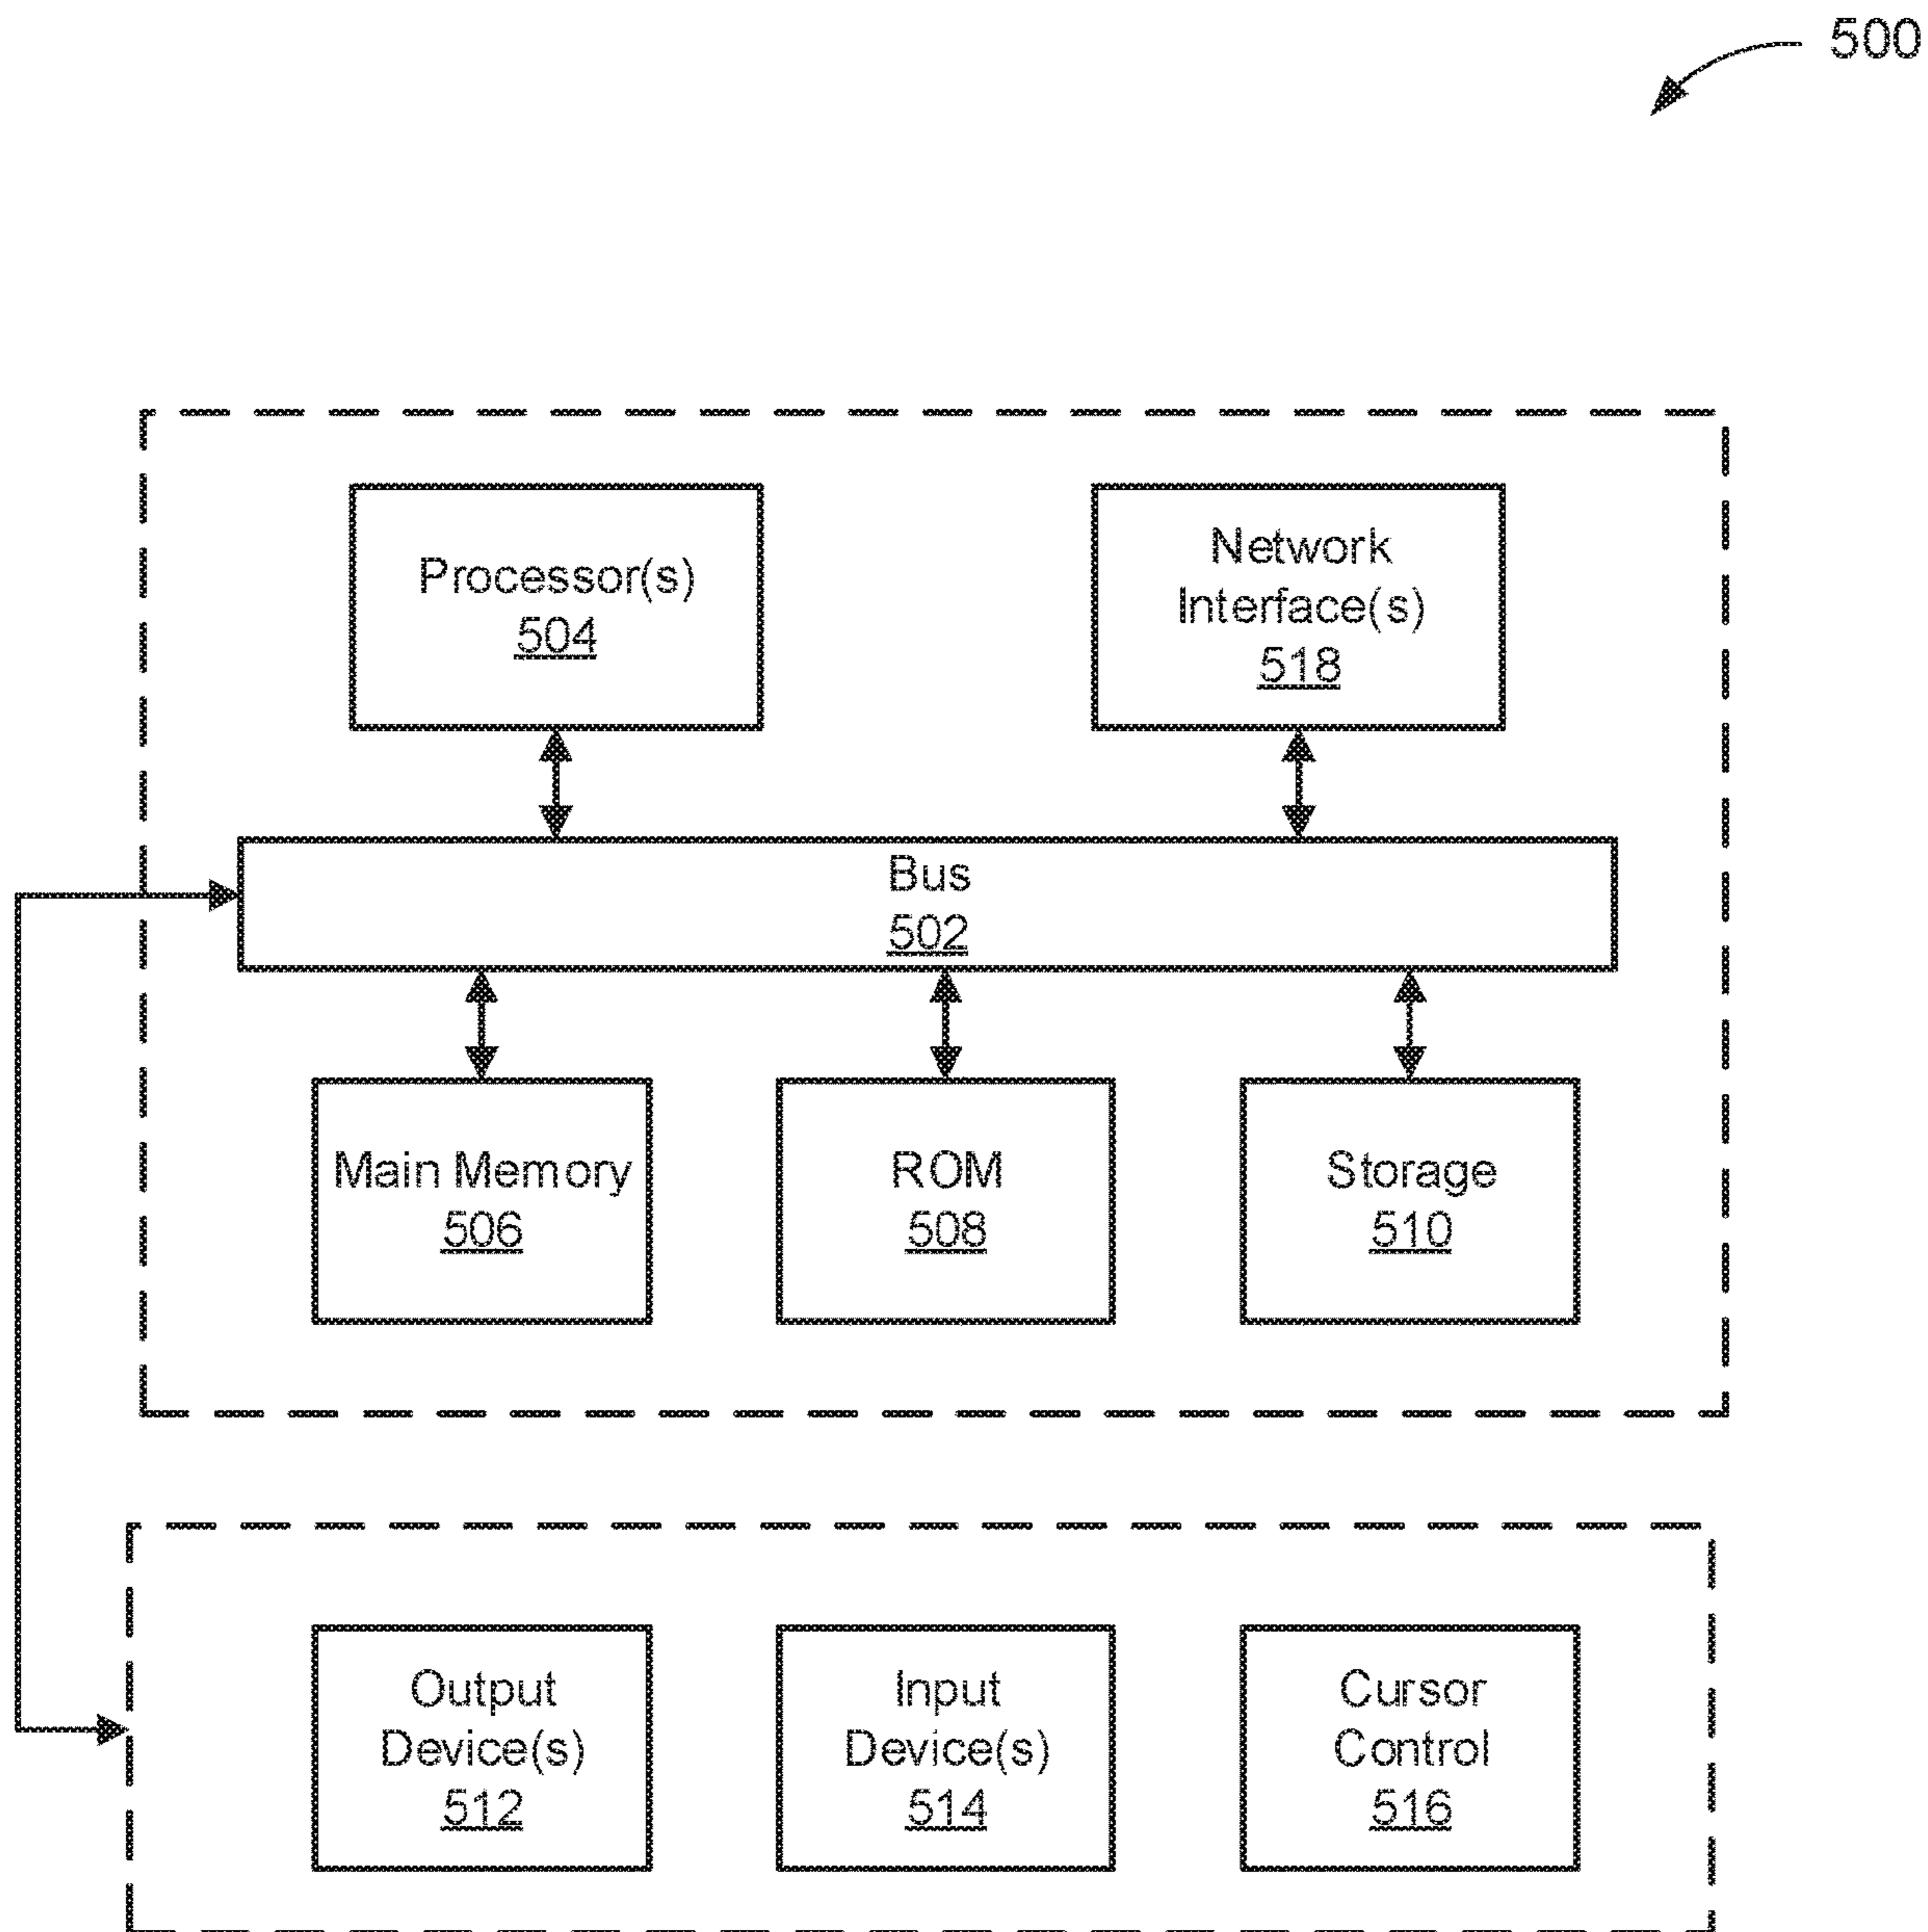 500
Processor(s)
504
Network
Interface(s)
518
Bus
502
Main Memory
506
ROM
508
Storage
510
Output
Device(s)
512
Input
Device(s)
514
Cursor
Control
516